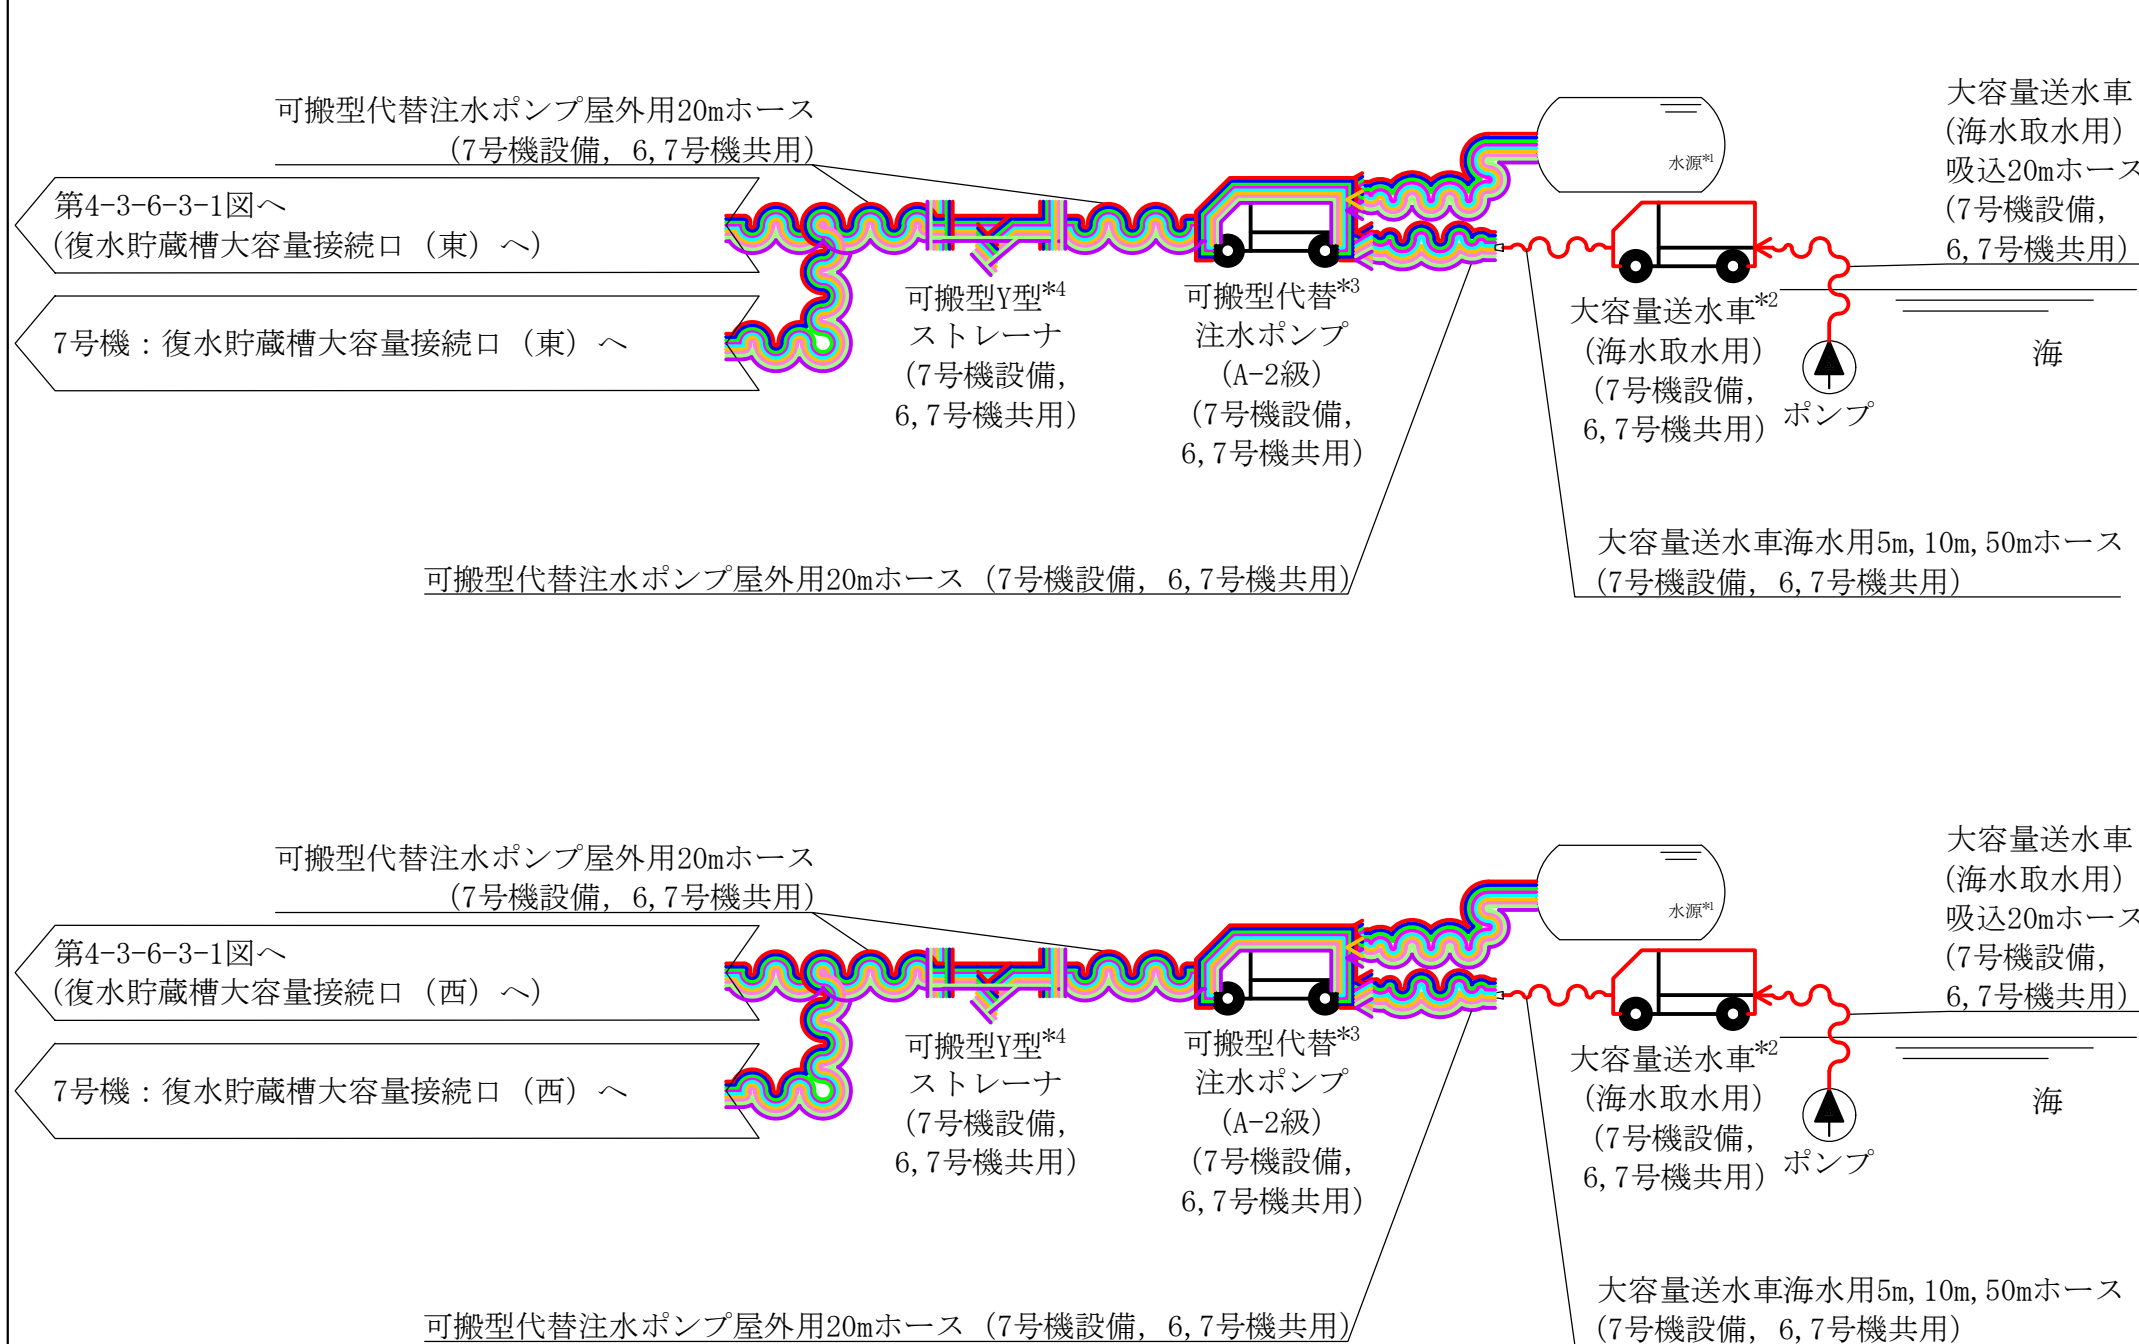 可搬型代替注水ポンプ屋外用20mホース
(7号機設備, 6,7号機共用)
第4-3-6-3-1図へ
(復水貯蔵槽大容量接続口（東）へ)
7号機：復水貯蔵槽大容量接続口（東）へ
可搬型Y型*4
ストレーナ
(7号機設備,
6,7号機共用)
可搬型代替*3
注水ポンプ
(A-2級)
(7号機設備,
6,7号機共用)
水源*1
大容量送水車
(海水取水用)
吸込20mホース
(7号機設備,
6,7号機共用)
大容量送水車*2
(海水取水用)
(7号機設備,
6,7号機共用)
ポンプ
海
可搬型代替注水ポンプ屋外用20mホース (7号機設備, 6,7号機共用)
大容量送水車海水用5m,10m,50mホース
(7号機設備, 6,7号機共用)
可搬型代替注水ポンプ屋外用20mホース
(7号機設備, 6,7号機共用)
第4-3-6-3-1図へ
(復水貯蔵槽大容量接続口（西）へ)
7号機：復水貯蔵槽大容量接続口（西）へ
可搬型Y型*4
ストレーナ
(7号機設備,
6,7号機共用)
可搬型代替*3
注水ポンプ
(A-2級)
(7号機設備,
6,7号機共用)
水源*1
大容量送水車
(海水取水用)
吸込20mホース
(7号機設備,
6,7号機共用)
大容量送水車*2
(海水取水用)
(7号機設備,
6,7号機共用)
ポンプ
海
可搬型代替注水ポンプ屋外用20mホース (7号機設備, 6,7号機共用)
大容量送水車海水用5m,10m,50mホース
(7号機設備, 6,7号機共用)